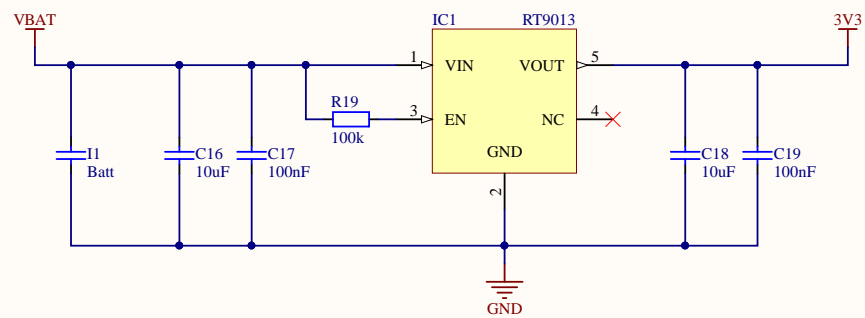 VBAT
IC1
RT9013
3V3
1
VIN
VOUT
5
R19
100k
3
EN
NC
4
GND
2
I1
Batt
C16
10uF
C17
100nF
C18
10uF
C19
100nF
GND